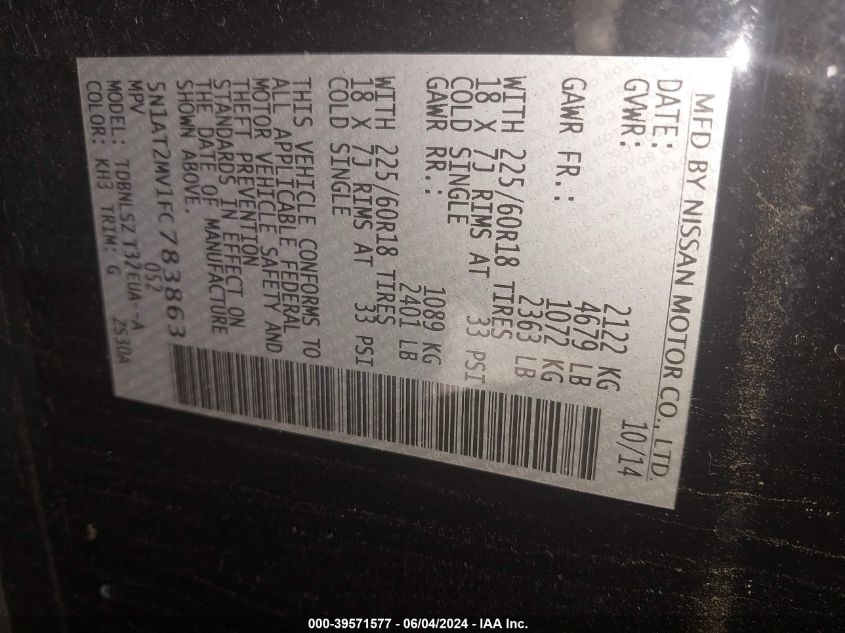 MFD BY NISSAN MOTOR CO., LTD.
DATE: 10/14
GVWR: 2122 KG
4679 LB
GAWR FR.: 1072 KG
2363 LB
WITH 225/60R18 TIRES
18 X 7J RIMS AT 33 PSI
COLD SINGLE
GAWR RR.: 1089 KG
2401 LB
WITH 225/60R18 TIRES
18 X 7J RIMS AT 33 PSI
COLD SINGLE
THIS VEHICLE CONFORMS TO
ALL APPLICABLE FEDERAL
MOTOR VEHICLE SAFETY AND
THEFT PREVENTION
STANDARDS IN EFFECT ON
THE DATE OF MANUFACTURE
SHOWN ABOVE.
5N1AT2MV1FC783863
MPV 052
MODEL: TDBNLSZT32EUA--A
COLOR: KH3 TRIM: G Z530A
000-39571577 - 06/04/2024 - IAA Inc.